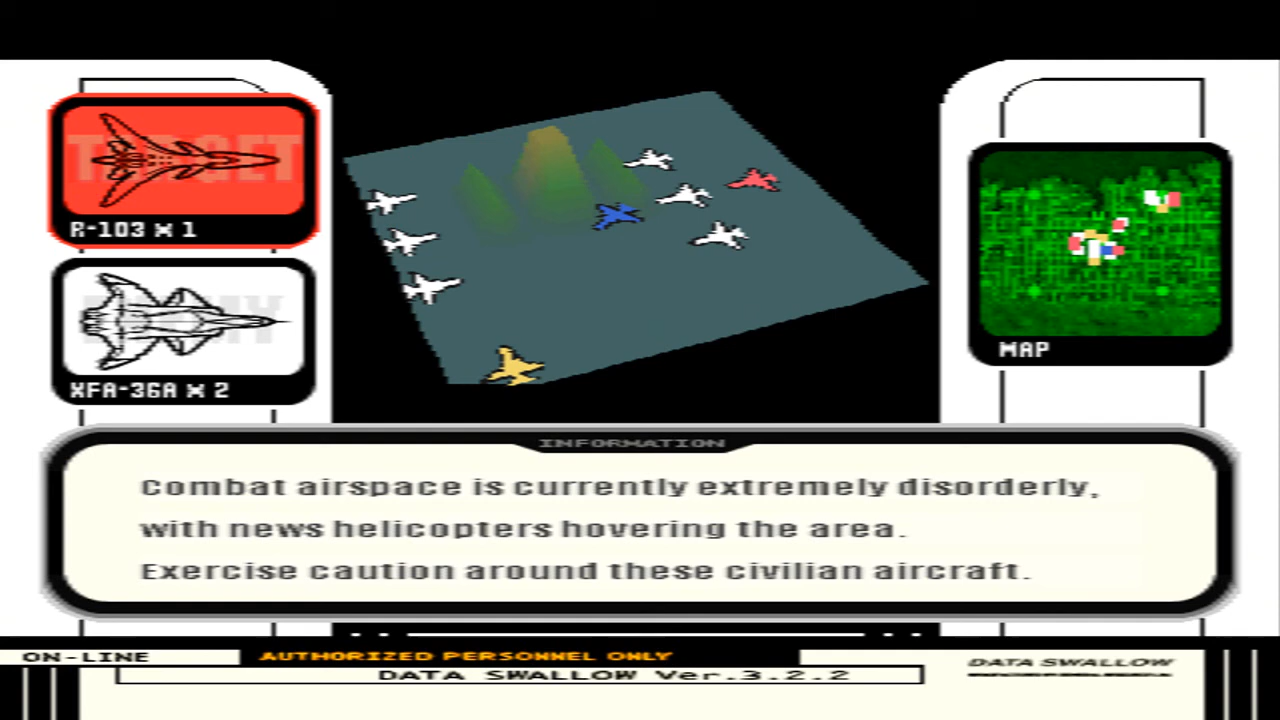 TARGET
R-103 × 1
ENEMY
XFA-36A × 2
MAP
INFORMATION
Combat airspace is currently extremely disorderly,
with news helicopters hovering the area.
Exercise caution around these civilian aircraft.
ON-LINE
AUTHORIZED PERSONNEL ONLY
DATA SWALLOW Ver.3.2.2
DATA SWALLOW